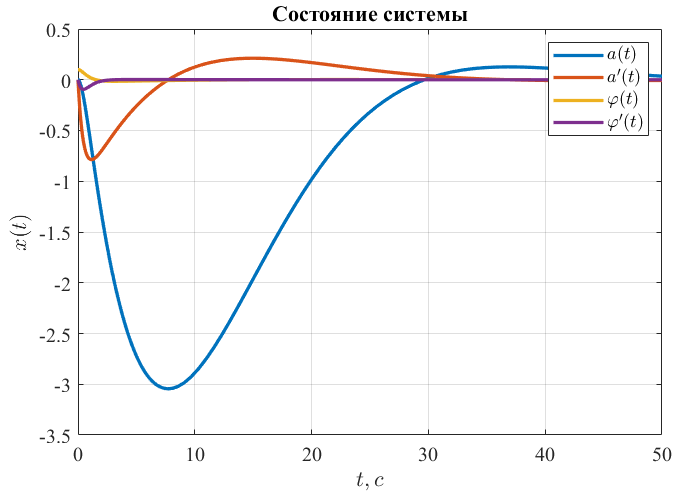 Состояние системы
0.5
0
-0.5
-1
-1.5
-2
-2.5
-3
-3.5
x(t)
a(t)
a′(t)
φ(t)
φ′(t)
0 10 20 30 40 50
t, c